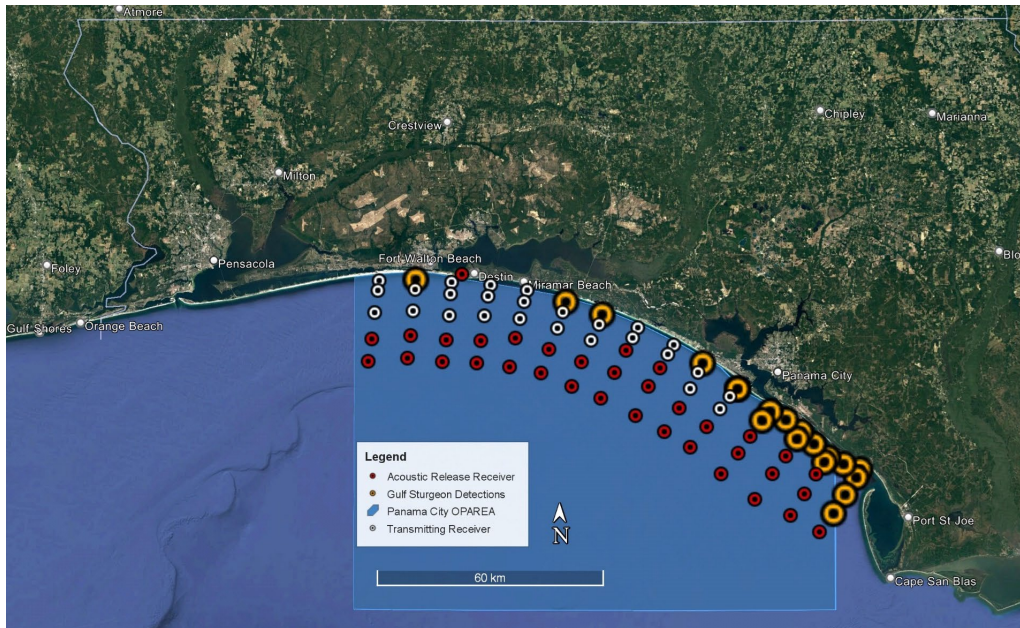 Atmore
Crestview
Chipley
Marianna
Milton
Foley
Pensacola
Fort Walton Beach
Destin
Miramar Beach
Blo
Gulf Shores
Orange Beach
Panama City
Legend
Acoustic Release Receiver
Gulf Sturgeon Detections
Panama City OPAREA
Transmitting Receiver
N
60 km
Port St Joe
Cape San Blas